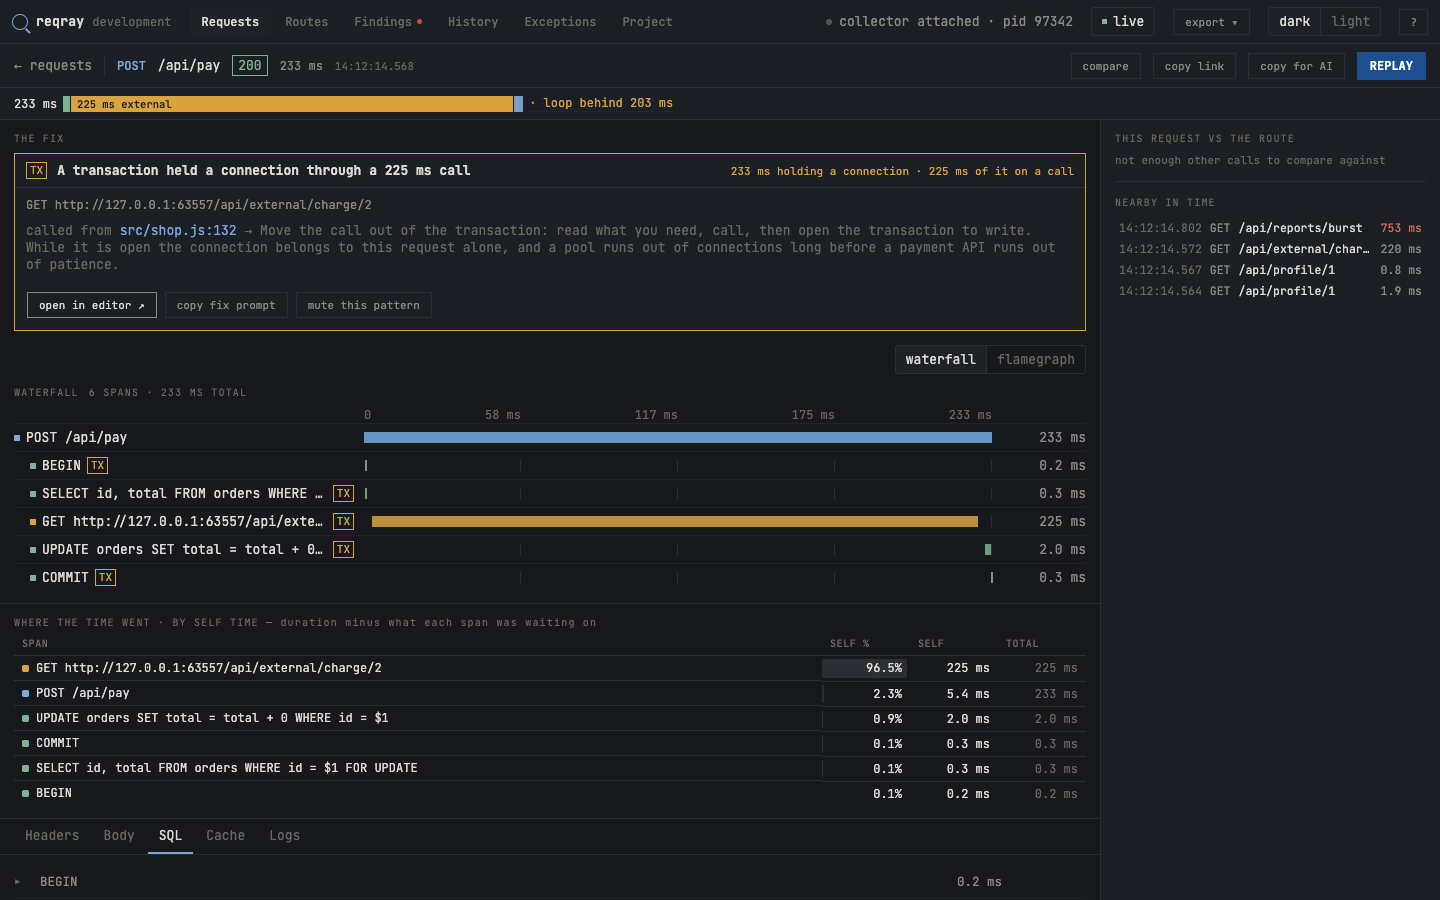 reqray development Requests Routes Findings History Exceptions Project collector attached · pid 97342 live export ▾ dark light ?
← requests POST /api/pay 200 233 ms 14:12:14.568 compare copy link copy for AI REPLAY
233 ms 225 ms external · loop behind 203 ms
THE FIX
TX A transaction held a connection through a 225 ms call 233 ms holding a connection · 225 ms of it on a call
GET http://127.0.0.1:63557/api/external/charge/2
called from src/shop.js:132 → Move the call out of the transaction: read what you need, call, then open the transaction to write.
While it is open the connection belongs to this request alone, and a pool runs out of connections long before a payment API runs out
of patience.
open in editor ↗ copy fix prompt mute this pattern
waterfall flamegraph
WATERFALL 6 SPANS · 233 MS TOTAL
0 58 ms 117 ms 175 ms 233 ms
POST /api/pay 233 ms
BEGIN TX 0.2 ms
SELECT id, total FROM orders WHERE … TX 0.3 ms
GET http://127.0.0.1:63557/api/exte… TX 225 ms
UPDATE orders SET total = total + 0… TX 2.0 ms
COMMIT TX 0.3 ms
WHERE THE TIME WENT · BY SELF TIME — duration minus what each span was waiting on
SPAN SELF % SELF TOTAL
GET http://127.0.0.1:63557/api/external/charge/2 96.5% 225 ms 225 ms
POST /api/pay 2.3% 5.4 ms 233 ms
UPDATE orders SET total = total + 0 WHERE id = $1 0.9% 2.0 ms 2.0 ms
COMMIT 0.1% 0.3 ms 0.3 ms
SELECT id, total FROM orders WHERE id = $1 FOR UPDATE 0.1% 0.3 ms 0.3 ms
BEGIN 0.1% 0.2 ms 0.2 ms
Headers Body SQL Cache Logs
▸ BEGIN 0.2 ms
THIS REQUEST VS THE ROUTE
not enough other calls to compare against
NEARBY IN TIME
14:12:14.802 GET /api/reports/burst 753 ms
14:12:14.572 GET /api/external/char… 220 ms
14:12:14.567 GET /api/profile/1 0.8 ms
14:12:14.564 GET /api/profile/1 1.9 ms